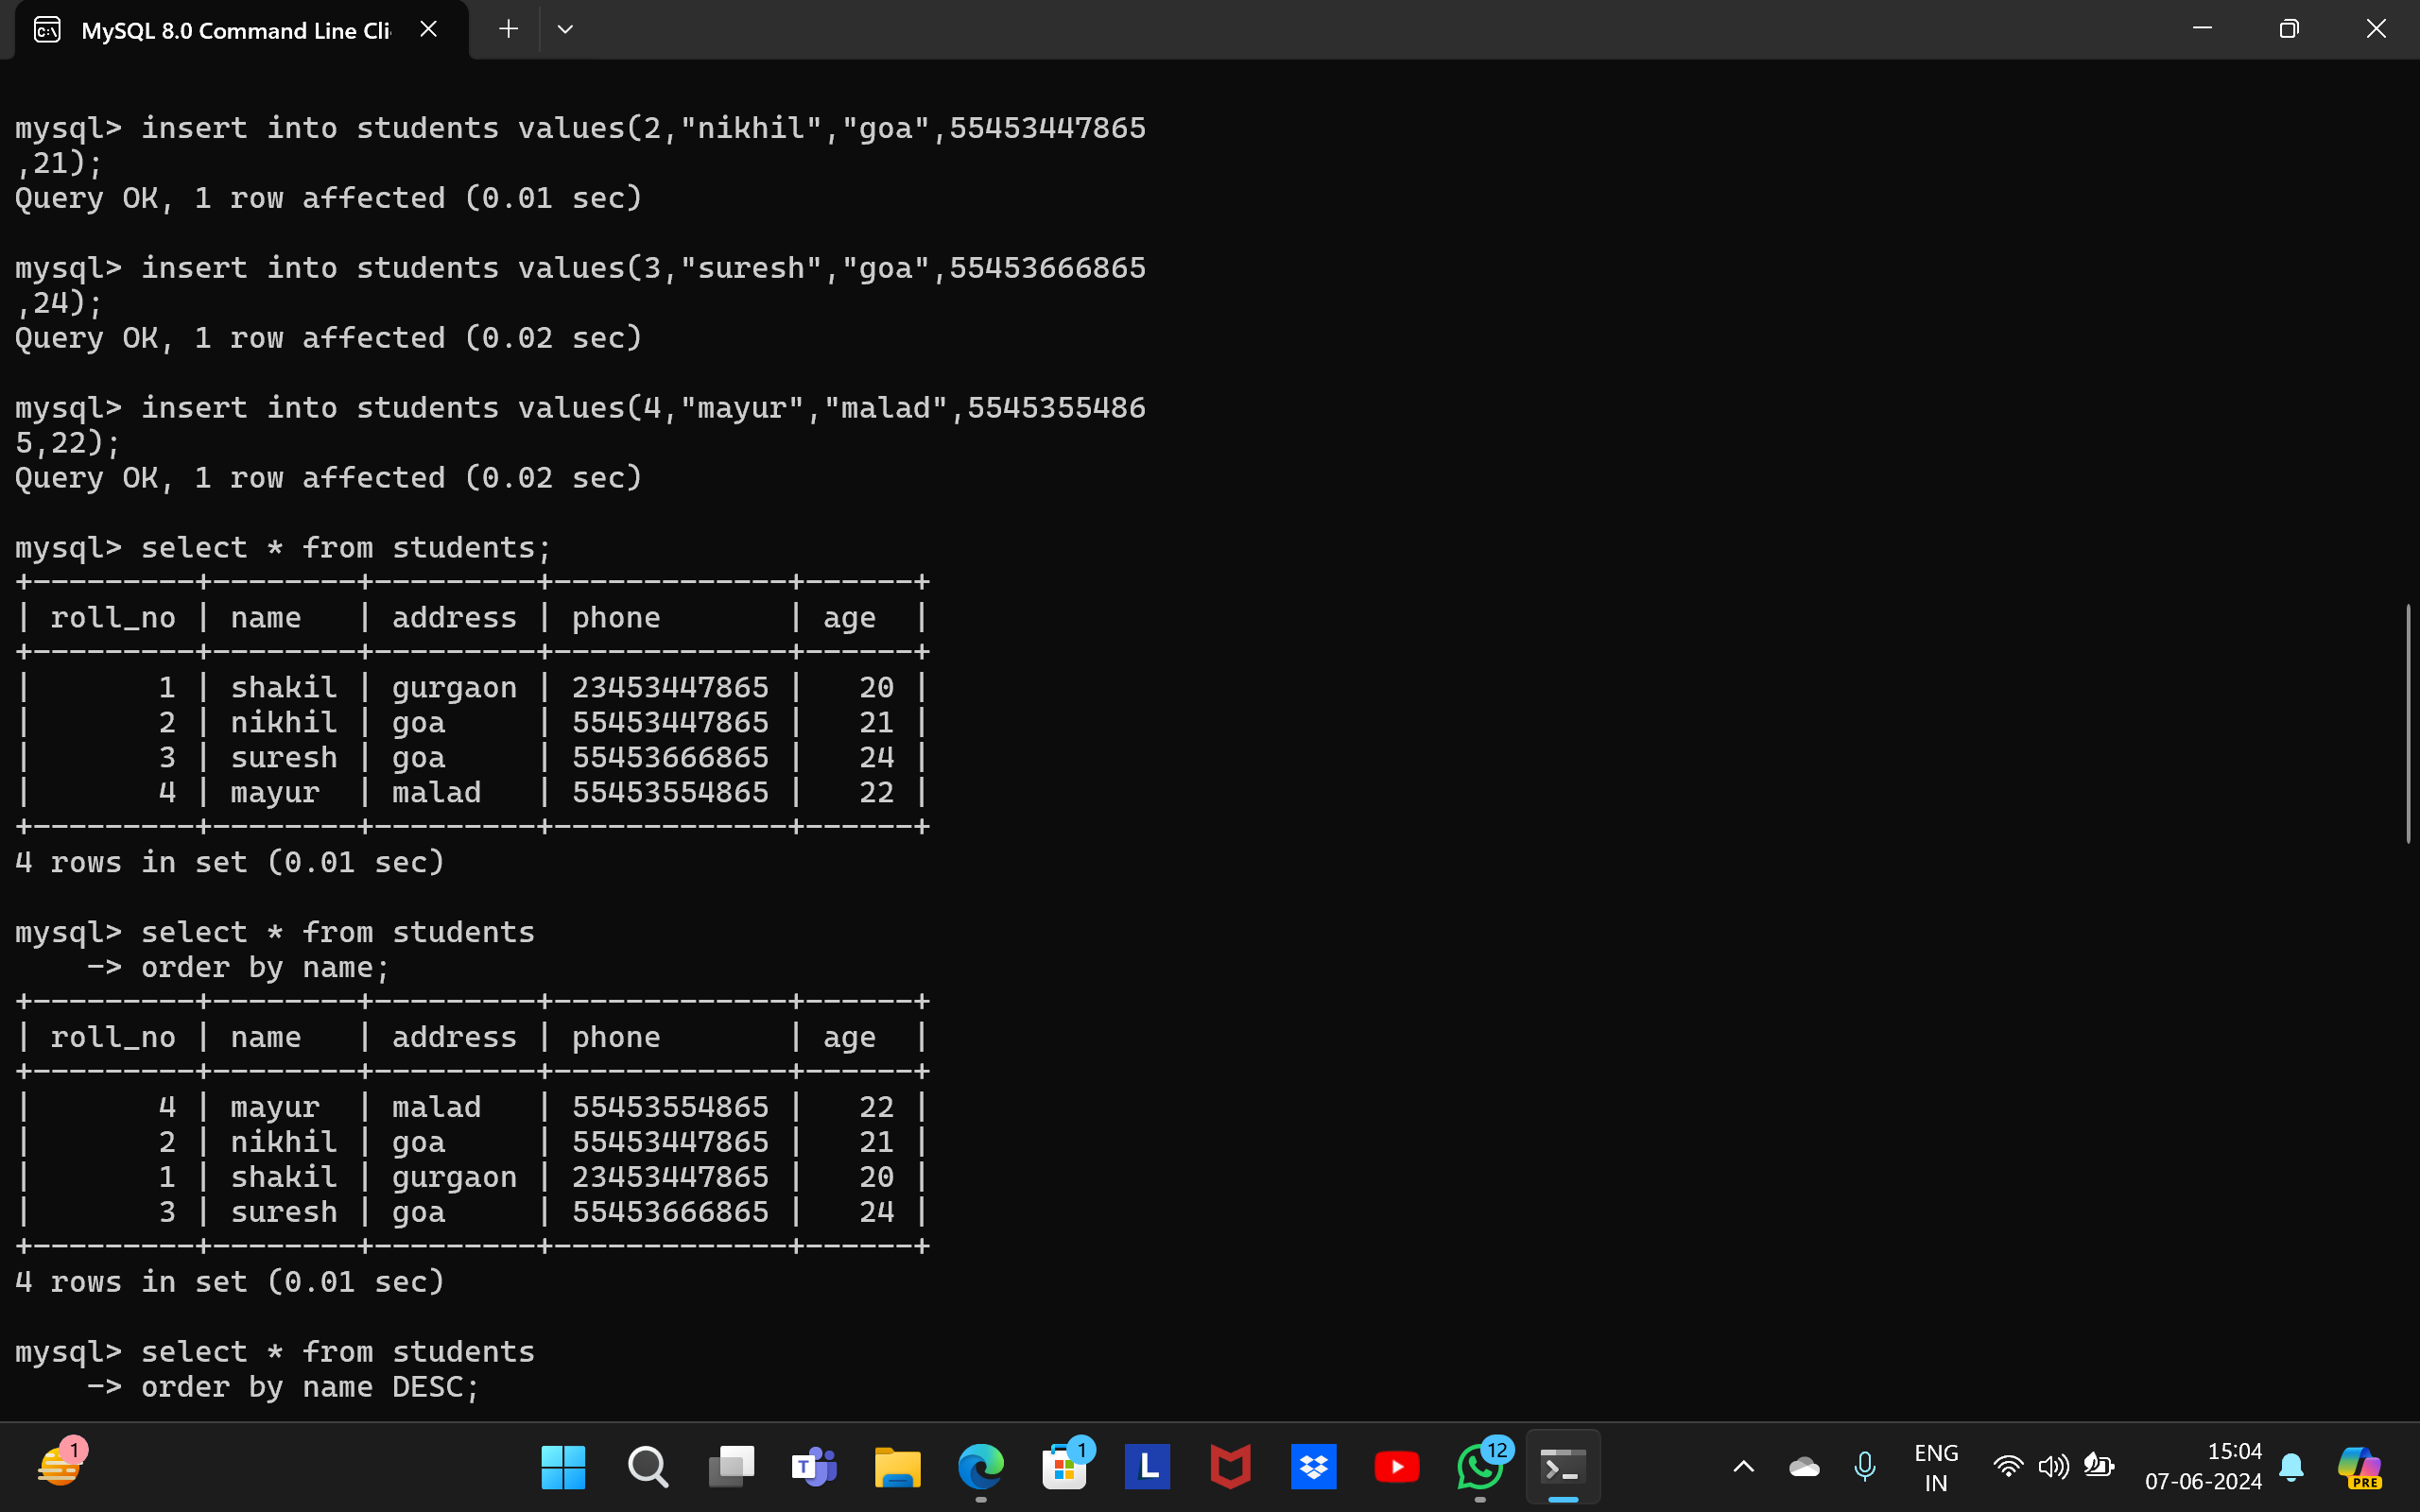 MySQL 8.0 Command Line Cli
mysql> insert into students values(2,"nikhil","goa",55453447865
,21);
Query OK, 1 row affected (0.01 sec)
mysql> insert into students values(3,"suresh","goa",55453666865
,24);
Query OK, 1 row affected (0.02 sec)
mysql> insert into students values(4,"mayur","malad",5545355486
5,22);
Query OK, 1 row affected (0.02 sec)
mysql> select * from students;
+---------+--------+---------+-------------+------+
| roll_no | name   | address | phone       | age  |
+---------+--------+---------+-------------+------+
|       1 | shakil | gurgaon | 23453447865 |   20 |
|       2 | nikhil | goa     | 55453447865 |   21 |
|       3 | suresh | goa     | 55453666865 |   24 |
|       4 | mayur  | malad   | 55453554865 |   22 |
+---------+--------+---------+-------------+------+
4 rows in set (0.01 sec)
mysql> select * from students
    -> order by name;
+---------+--------+---------+-------------+------+
| roll_no | name   | address | phone       | age  |
+---------+--------+---------+-------------+------+
|       4 | mayur  | malad   | 55453554865 |   22 |
|       2 | nikhil | goa     | 55453447865 |   21 |
|       1 | shakil | gurgaon | 23453447865 |   20 |
|       3 | suresh | goa     | 55453666865 |   24 |
+---------+--------+---------+-------------+------+
4 rows in set (0.01 sec)
mysql> select * from students
    -> order by name DESC;
1
T
1
L
12
ENG
IN
15:04
07-06-2024
PRE